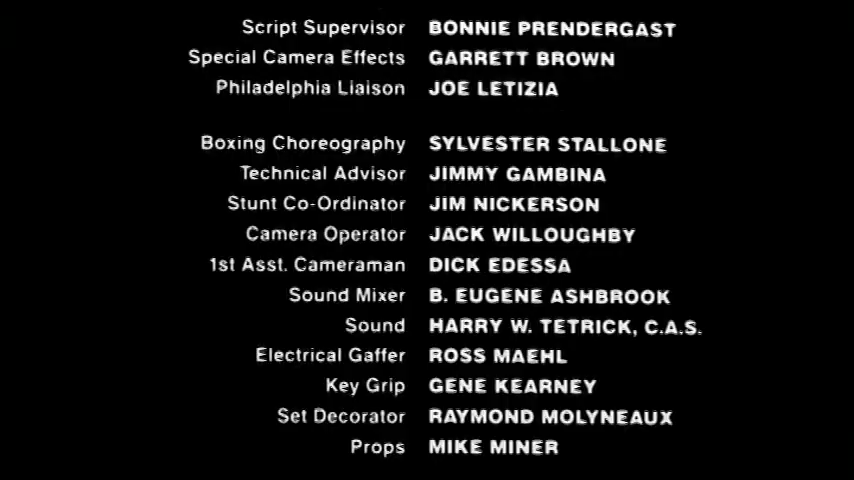 Script Supervisor BONNIE PRENDERGAST
Special Camera Effects GARRETT BROWN
Philadelphia Liaison JOE LETIZIA
Boxing Choreography SYLVESTER STALLONE
Technical Advisor JIMMY GAMBINA
Stunt Co-Ordinator JIM NICKERSON
Camera Operator JACK WILLOUGHBY
1st Asst. Cameraman DICK EDESSA
Sound Mixer B. EUGENE ASHBROOK
Sound HARRY W. TETRICK, C.A.S.
Electrical Gaffer ROSS MAEHL
Key Grip GENE KEARNEY
Set Decorator RAYMOND MOLYNEAUX
Props MIKE MINER